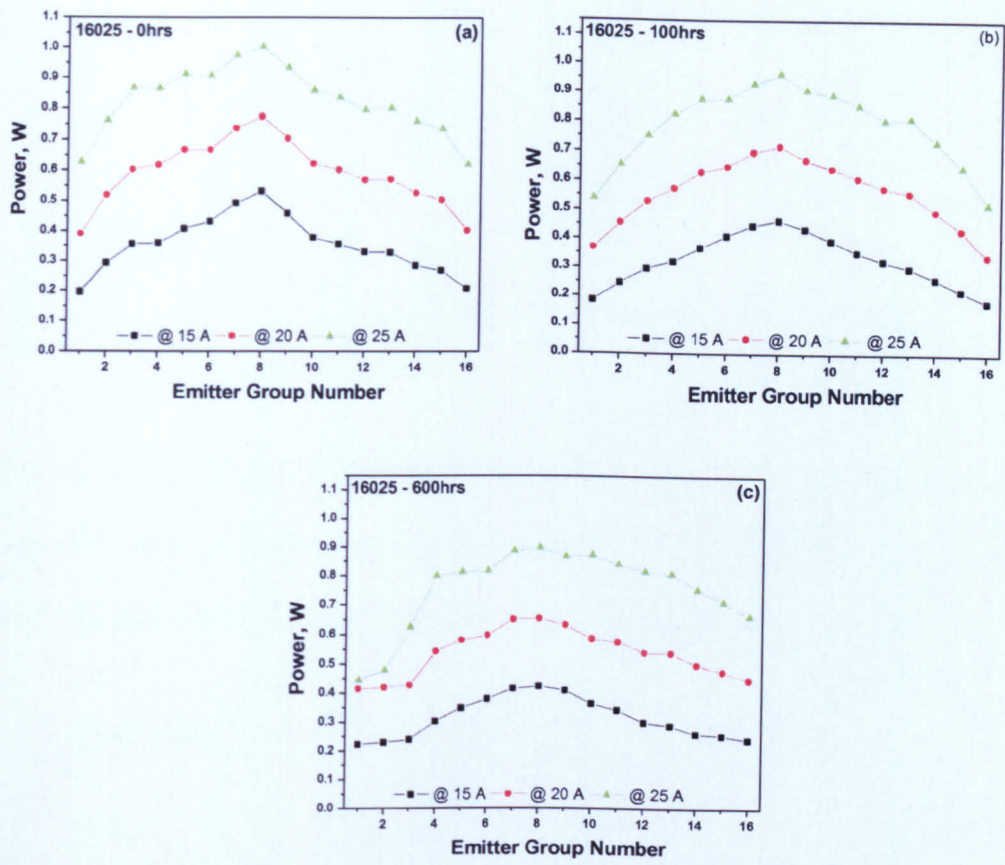 16025 - 0hrs
(a)
1.1
1.0
0.9
0.8
0.7
0.6
0.5
0.4
0.3
0.2
0.1
0.0
Power, W
@ 15 A @ 20 A @ 25 A
2 4 6 8 10 12 14 16
Emitter Group Number
16025 - 100hrs
(b)
1.1
1.0
0.9
0.8
0.7
0.6
0.5
0.4
0.3
0.2
0.1
0.0
Power, W
@ 15 A @ 20 A @ 25 A
2 4 6 8 10 12 14 16
Emitter Group Number
16025 - 600hrs
(c)
1.1
1.0
0.9
0.8
0.7
0.6
0.5
0.4
0.3
0.2
0.1
0.0
Power, W
@ 15 A @ 20 A @ 25 A
2 4 6 8 10 12 14 16
Emitter Group Number